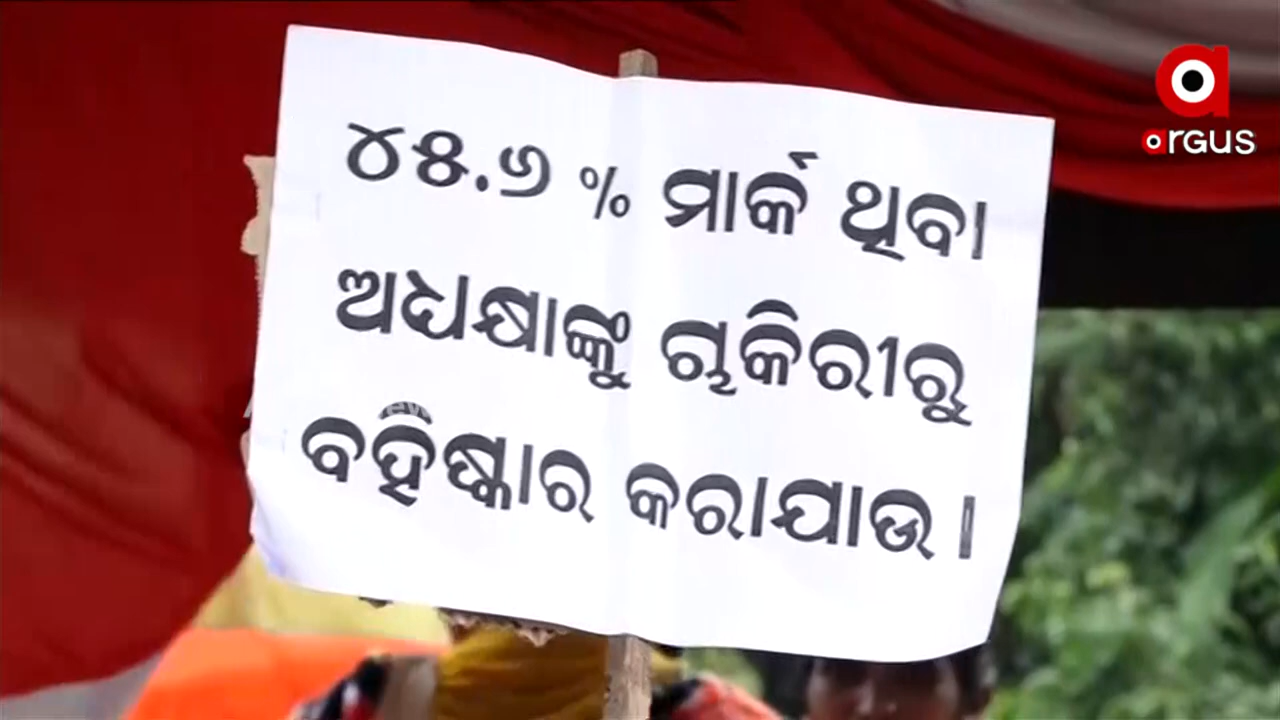 ୪୫.୬ % ମାର୍କ ଥିବା
ଅଧ୍ୟକ୍ଷାଙ୍କୁ ଚାକିରୀରୁ
ବହିଷ୍କାର କରାଯାଉ ।
argus